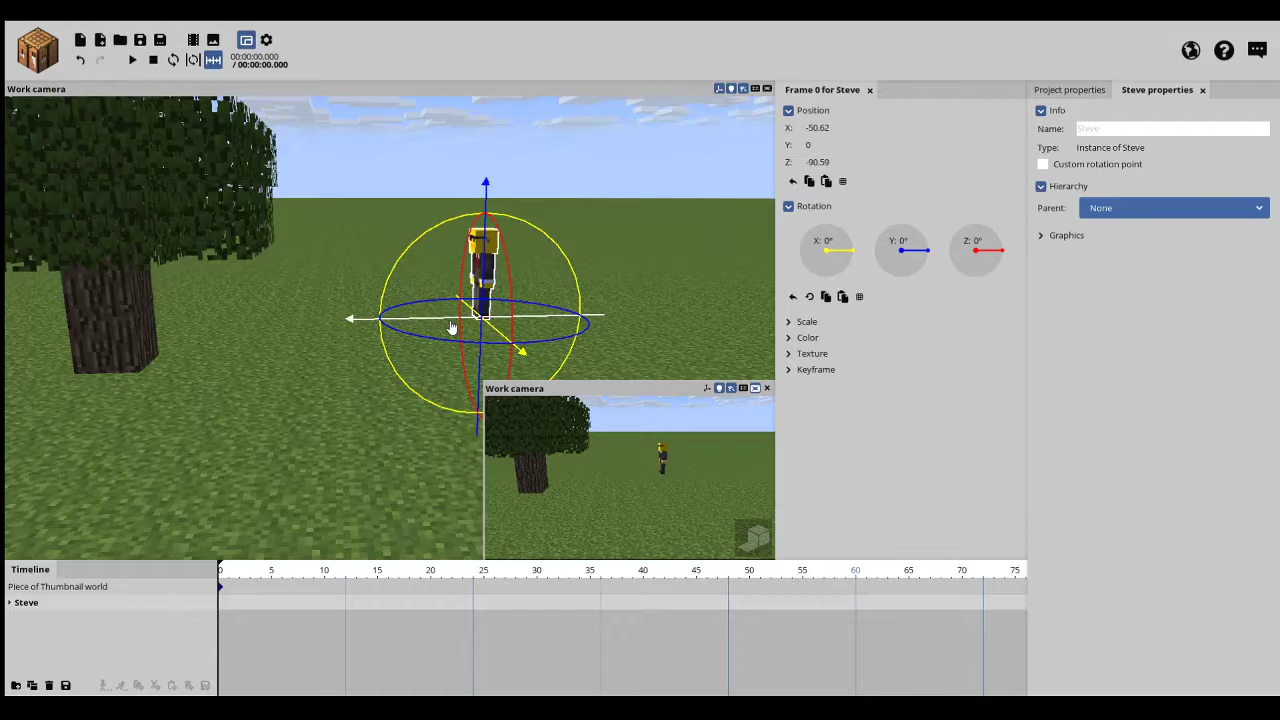 00:00:00.000
/ 00:00:00.000
Work camera
Frame 0 for Steve
Position
X: -50.62
Y: 0
Z: -90.59
Rotation
X: 0°
Y: 0°
Z: 0°
Scale
Color
Texture
Keyframe
Project properties
Steve properties
Info
Name: Steve
Type: Instance of Steve
Custom rotation point
Hierarchy
Parent: None
Graphics
Work camera
Timeline
0 5 10 15 20 25 30 35 40 45 50 55 60 65 70 75
Piece of Thumbnail world
Steve